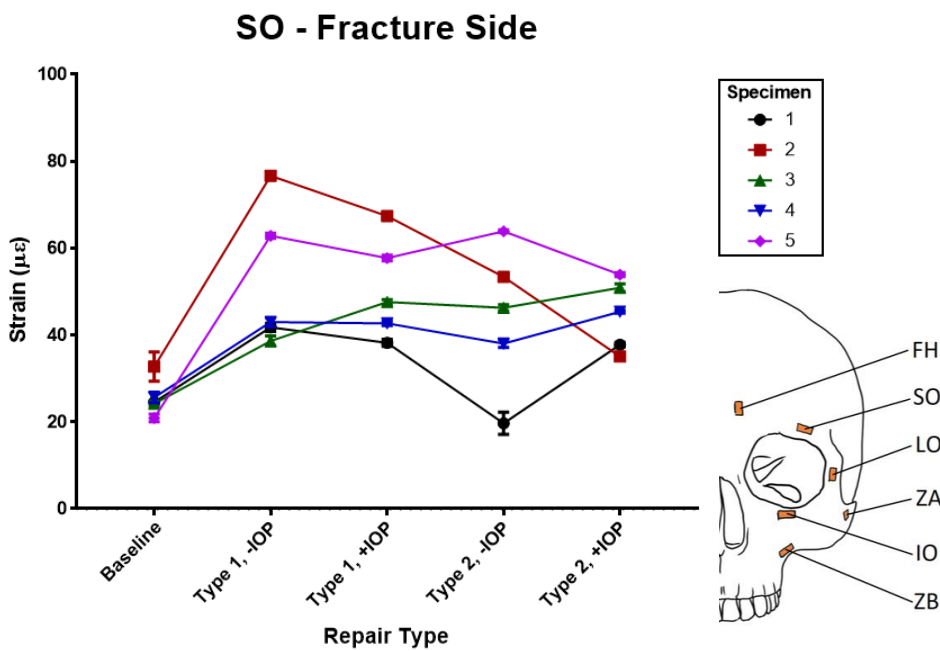 SO - Fracture Side
100
80
60
40
20
0
Strain (με)
Baseline
Type 1, -IOP
Type 1, +IOP
Type 2, -IOP
Type 2, +IOP
Repair Type
Specimen
1
2
3
4
5
FH
SO
LO
ZA
IO
ZB